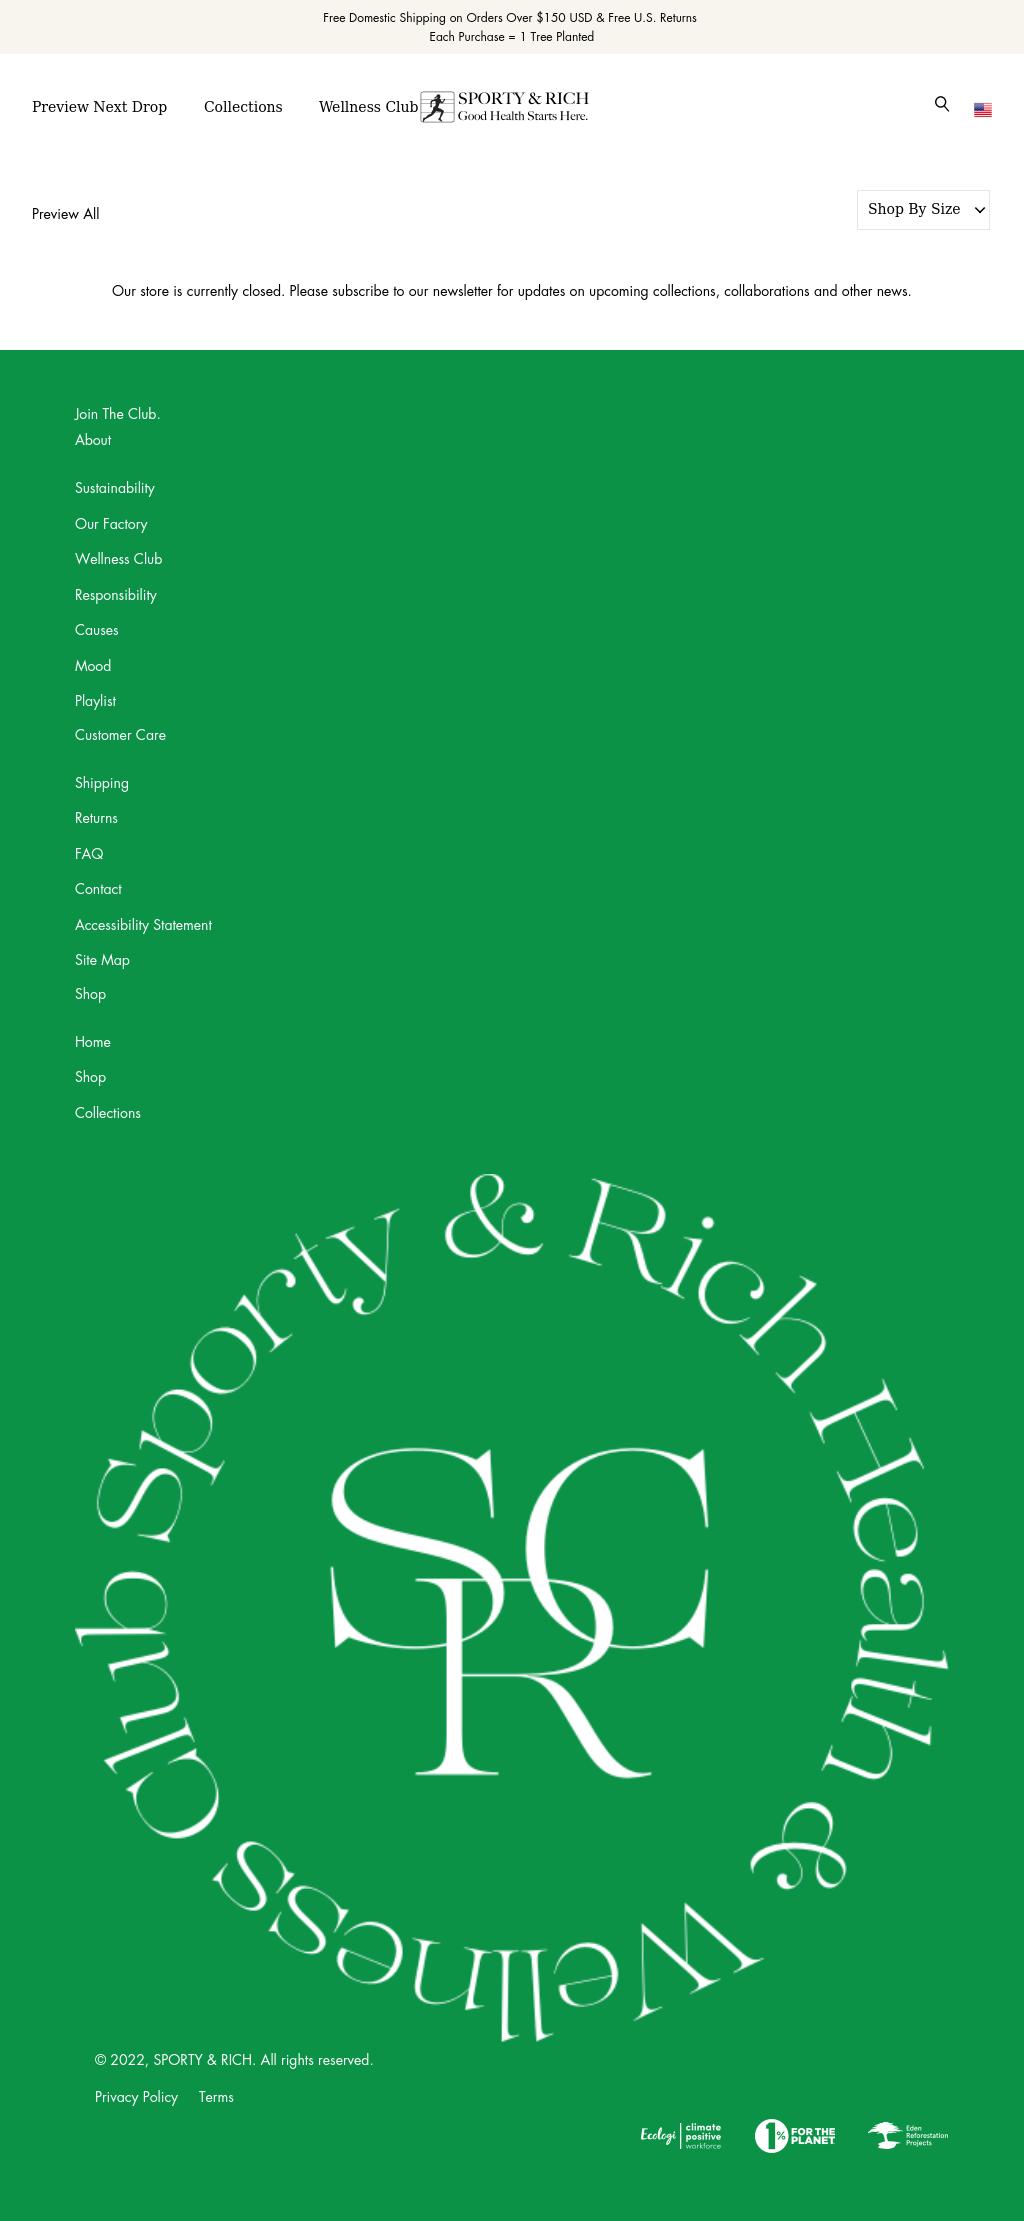 Free Domestic Shipping on Orders Over $150 USD & Free U.S. Returns
Each Purchase = 1 Tree Planted
Preview Next Drop
Collections
Wellness Club
SPORTY & RICH
Good Health Starts Here.
Preview All
Shop By Size
Our store is currently closed. Please subscribe to our newsletter for updates on upcoming collections, collaborations and other news.
Join The Club.
About
Sustainability
Our Factory
Wellness Club
Responsibility
Causes
Mood
Playlist
Customer Care
Shipping
Returns
FAQ
Contact
Accessibility Statement
Site Map
Shop
Home
Shop
Collections
Sporty & Rich Health & Wellness Club
SRC
© 2022, SPORTY & RICH. All rights reserved.
Privacy Policy
Terms
Ecologi
climate
positive
workforce
1% FOR THE
PLANET
Eden
Reforestation
Projects